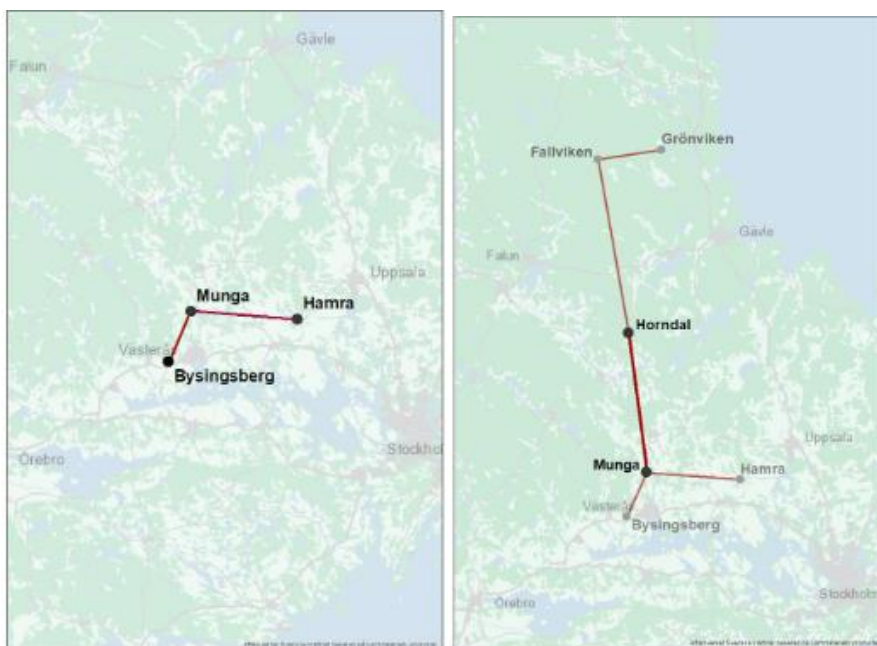 Gävle
Falun
Uppsala
Munga
Hamra
Västerås
Bysingsberg
Stockholm
Örebro
Grönviken
Fallviken
Gävle
Falun
Horndal
Uppsala
Munga
Hamra
Västerås
Bysingsberg
Stockholm
Örebro